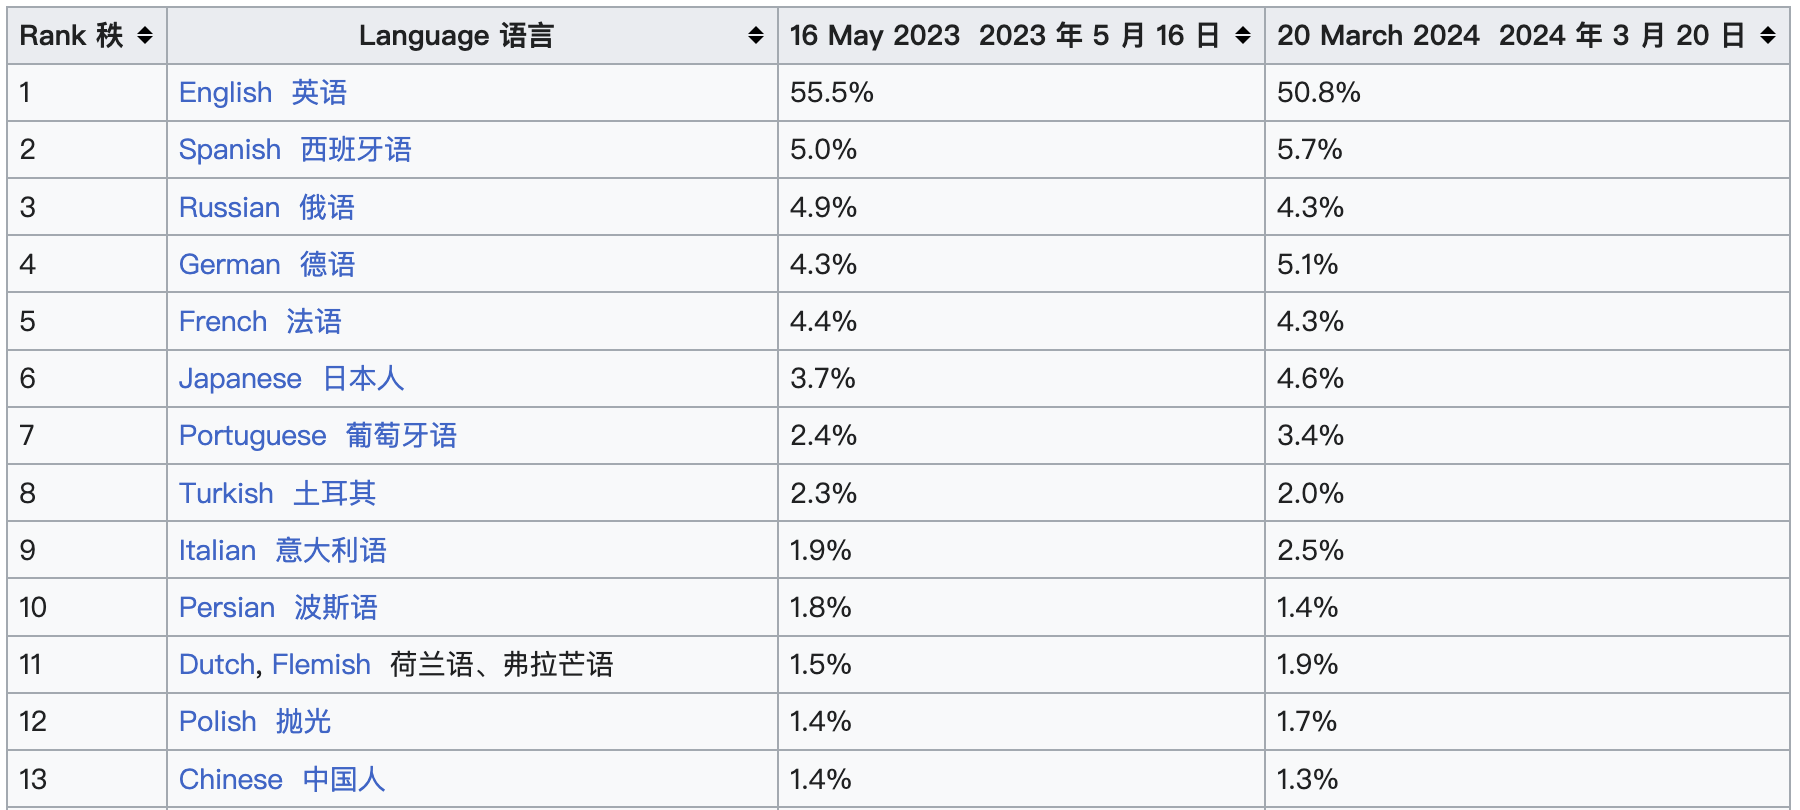 Rank 秩 Language 语言 16 May 2023 2023 年 5 月 16 日 20 March 2024 2024 年 3 月 20 日
1 English 英语 55.5% 50.8%
2 Spanish 西班牙语 5.0% 5.7%
3 Russian 俄语 4.9% 4.3%
4 German 德语 4.3% 5.1%
5 French 法语 4.4% 4.3%
6 Japanese 日本人 3.7% 4.6%
7 Portuguese 葡萄牙语 2.4% 3.4%
8 Turkish 土耳其 2.3% 2.0%
9 Italian 意大利语 1.9% 2.5%
10 Persian 波斯语 1.8% 1.4%
11 Dutch, Flemish 荷兰语、弗拉芒语 1.5% 1.9%
12 Polish 抛光 1.4% 1.7%
13 Chinese 中国人 1.4% 1.3%